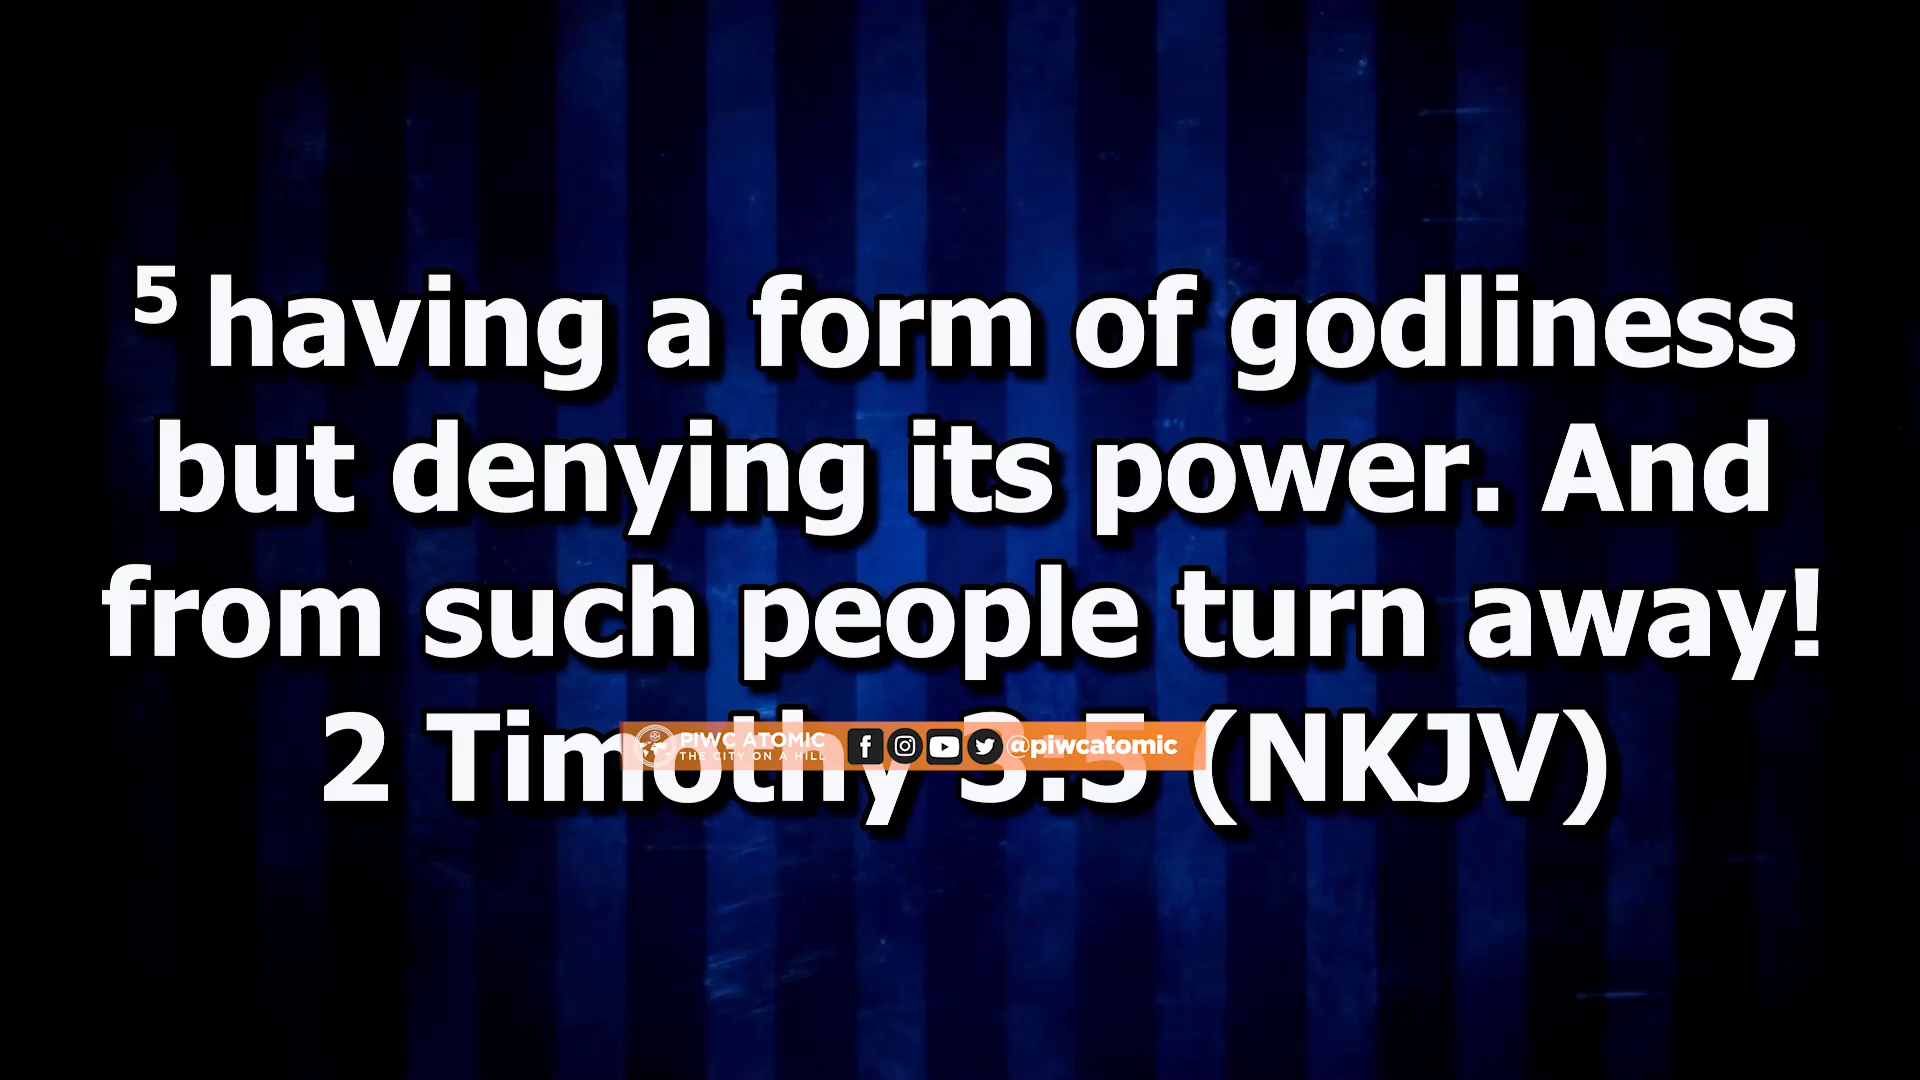 5 having a form of godliness
but denying its power. And
from such people turn away!
2 Timothy 3:5 (NKJV)
PIWC ATOMIC
THE CITY ON A HILL
@piwcatomic